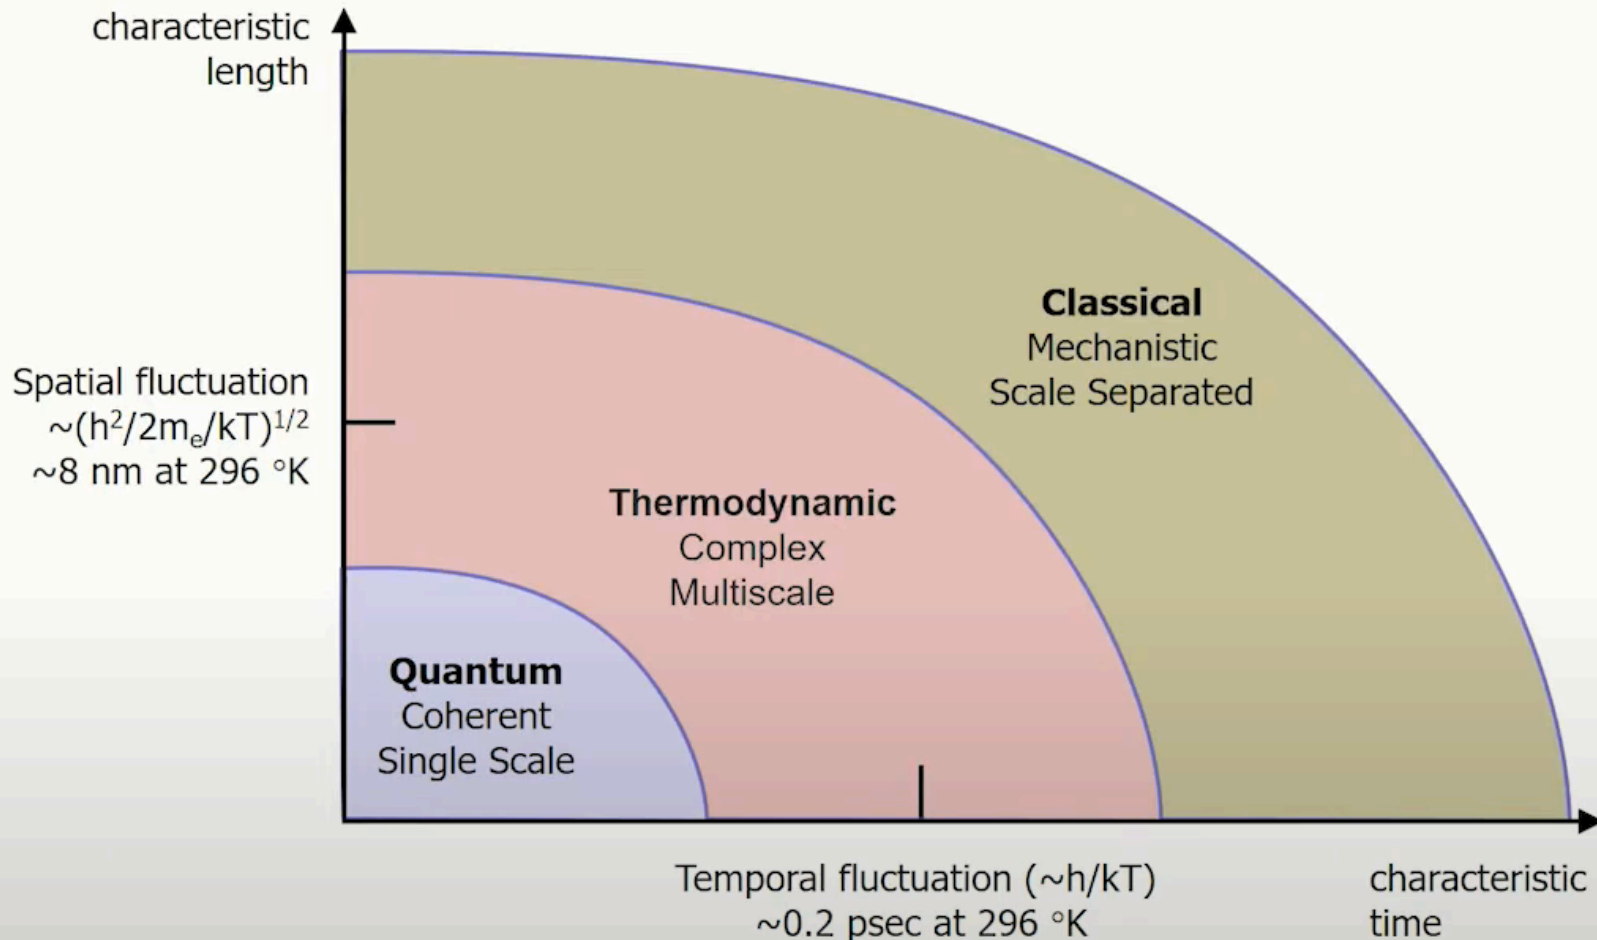 characteristic
length
Classical
Mechanistic
Scale Separated
Spatial fluctuation
~(h²/2mₑ/kT)¹/²
~8 nm at 296 °K
Thermodynamic
Complex
Multiscale
Quantum
Coherent
Single Scale
Temporal fluctuation (~h/kT)
~0.2 psec at 296 °K
characteristic
time